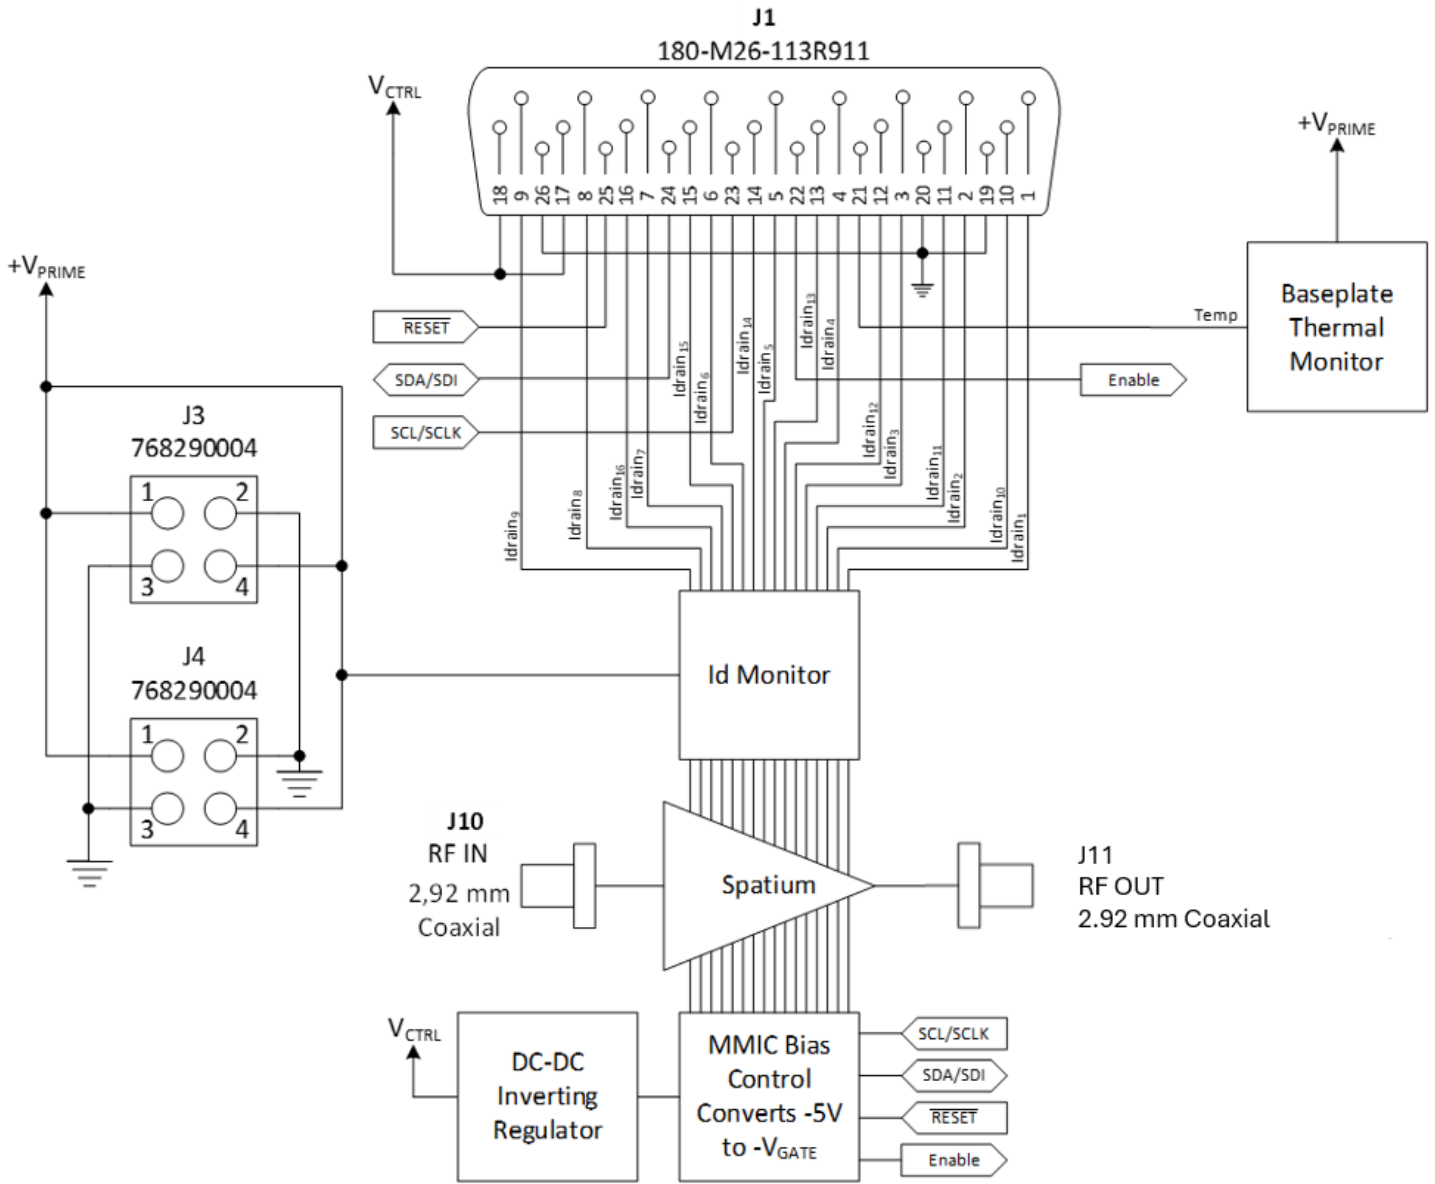 J1
180-M26-113R911
VCTRL
18 9 26 17 8 25 16 7 24 15 6 23 14 5 22 13 4 21 12 3 20 11 2 19 10 1
+VPRIME
+VPRIME
Baseplate
Thermal
Monitor
Temp
RESET
SDA/SDI
SCL/SCLK
Enable
Idrain9
Idrain8
Idrain16
Idrain7
Idrain15
Idrain6
Idrain14
Idrain5
Idrain13
Idrain4
Idrain12
Idrain3
Idrain11
Idrain2
Idrain10
Idrain1
J3
768290004
1 2
3 4
J4
768290004
1 2
3 4
Id Monitor
J10
RF IN
2,92 mm
Coaxial
Spatium
J11
RF OUT
2.92 mm Coaxial
VCTRL
DC-DC
Inverting
Regulator
MMIC Bias
Control
Converts -5V
to -VGATE
SCL/SCLK
SDA/SDI
RESET
Enable